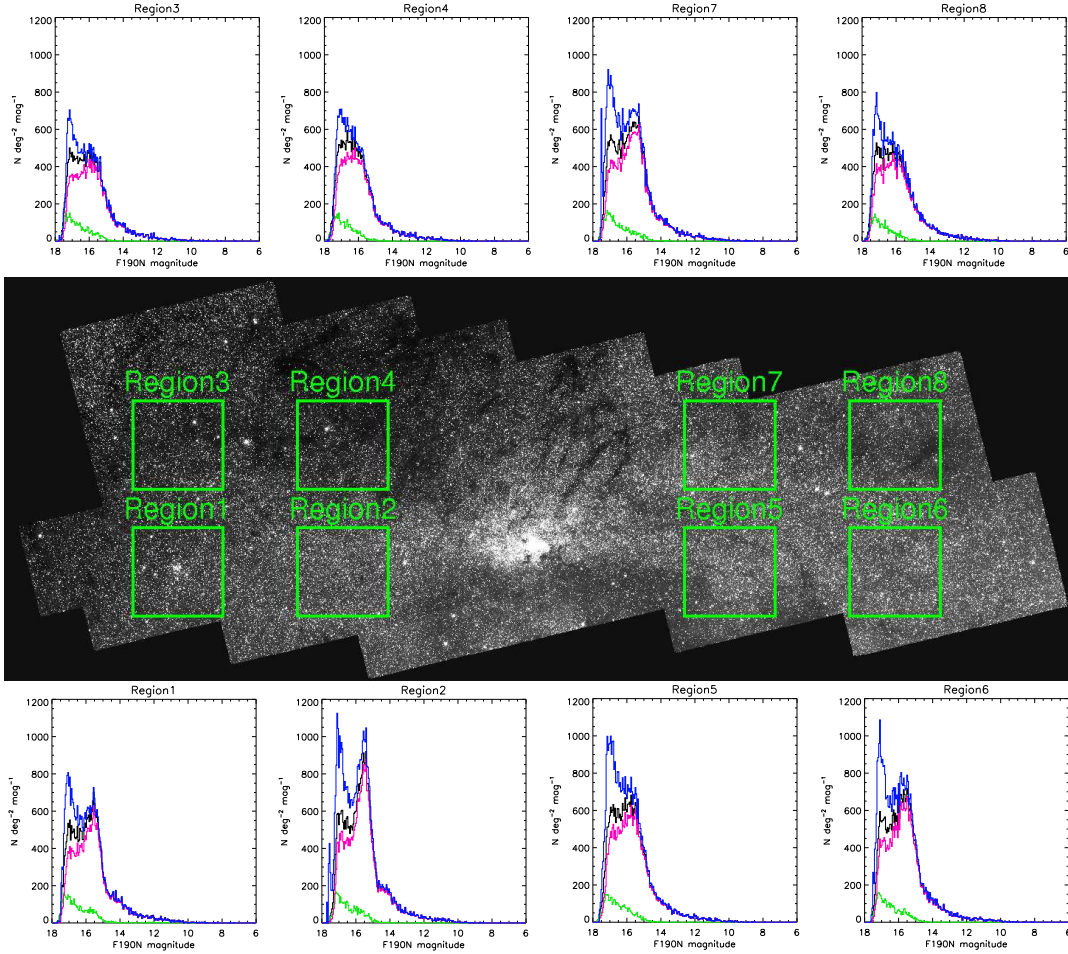 Region3 Region4 Region7 Region8
1200 1200 1200 1200
1000 1000 1000 1000
800 800 800 800
600 600 600 600
400 400 400 400
200 200 200 200
0 0 0 0
N deg⁻² mag⁻¹ N deg⁻² mag⁻¹ N deg⁻² mag⁻¹ N deg⁻² mag⁻¹
18 16 14 12 10 8 6 18 16 14 12 10 8 6 18 16 14 12 10 8 6 18 16 14 12 10 8 6
F190N magnitude F190N magnitude F190N magnitude F190N magnitude
Region3 Region4 Region7 Region8
Region1 Region2 Region5 Region6
Region1 Region2 Region5 Region6
1200 1200 1200 1200
1000 1000 1000 1000
800 800 800 800
600 600 600 600
400 400 400 400
200 200 200 200
0 0 0 0
N deg⁻² mag⁻¹ N deg⁻² mag⁻¹ N deg⁻² mag⁻¹ N deg⁻² mag⁻¹
18 16 14 12 10 8 6 18 16 14 12 10 8 6 18 16 14 12 10 8 6 18 16 14 12 10 8 6
F190N magnitude F190N magnitude F190N magnitude F190N magnitude